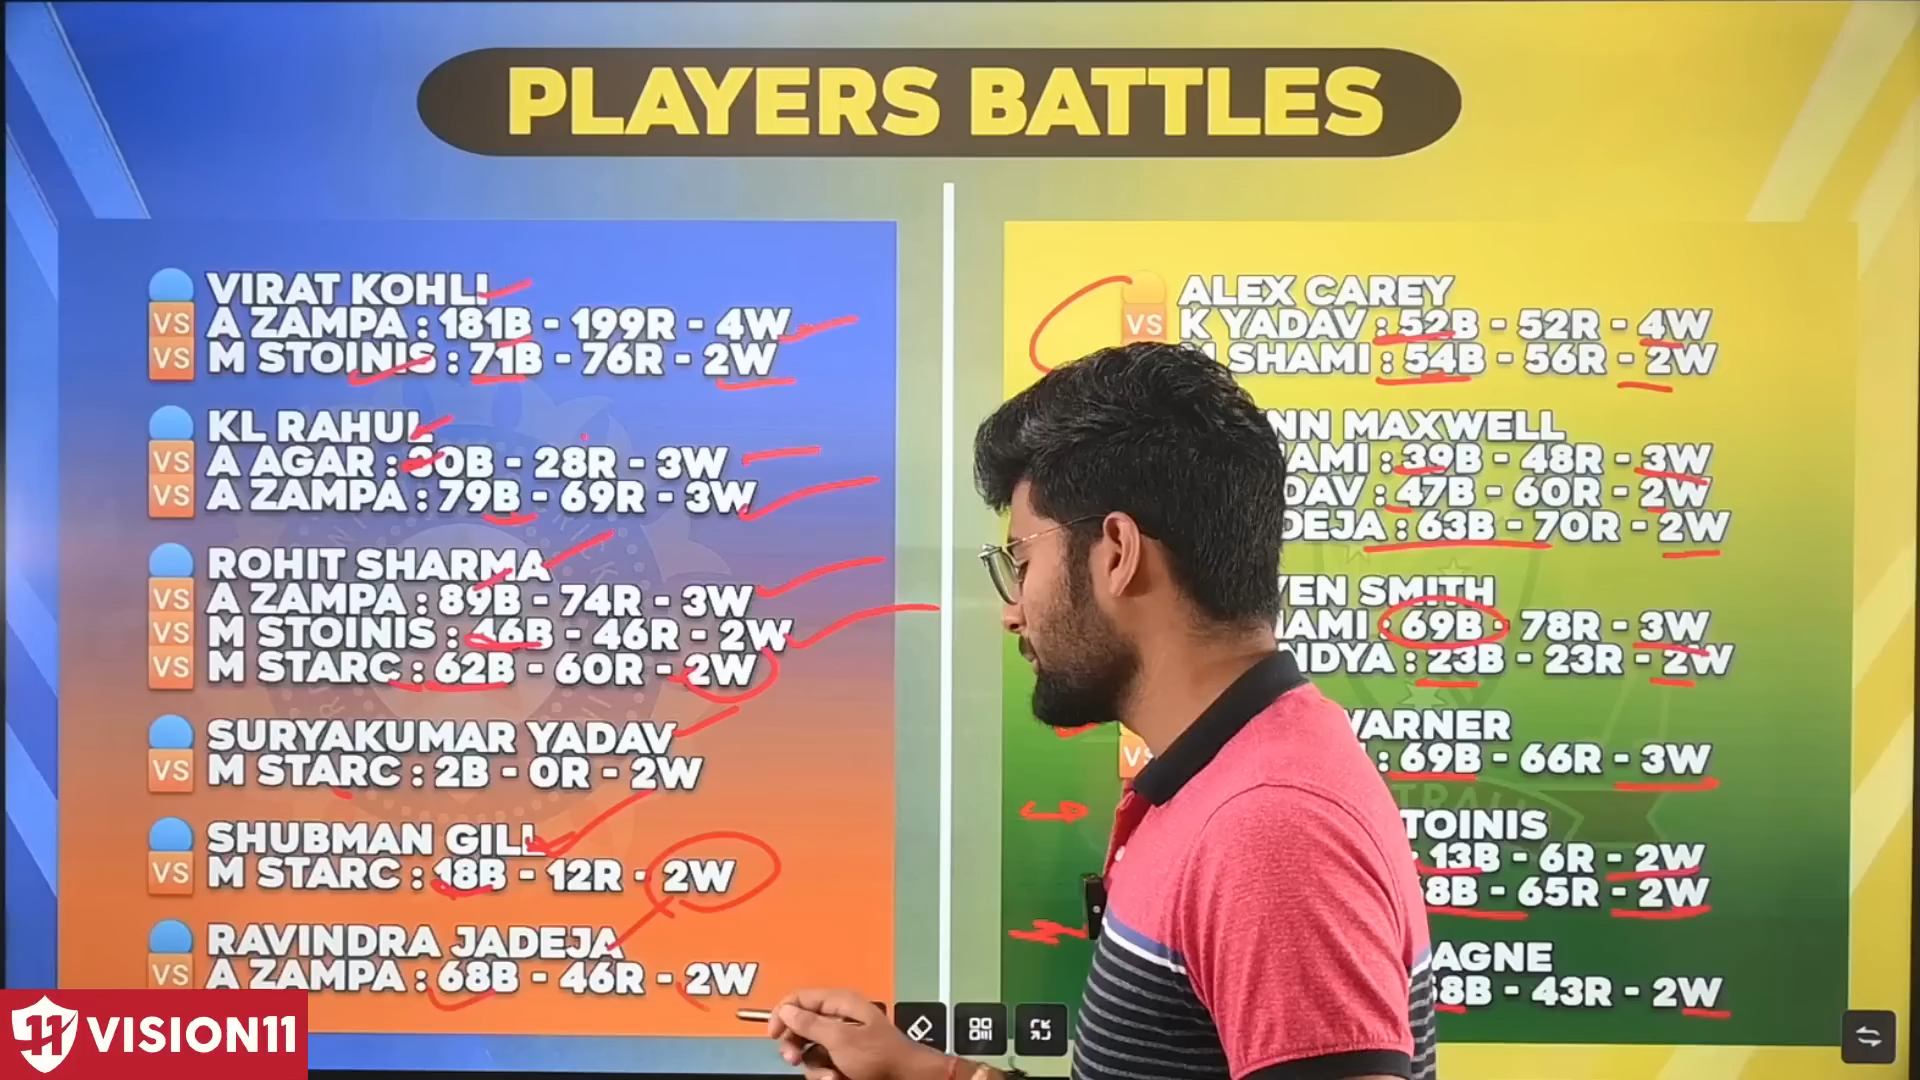 PLAYERS BATTLES
VIRAT KOHLI
VS A ZAMPA : 181B - 199R - 4W
VS M STOINIS : 71B - 76R - 2W
KL RAHUL
VS A AGAR : 30B - 28R - 3W
VS A ZAMPA : 79B - 69R - 3W
ROHIT SHARMA
VS A ZAMPA : 89B - 74R - 3W
VS M STOINIS : 46B - 46R - 2W
VS M STARC : 62B - 60R - 2W
SURYAKUMAR YADAV
VS M STARC : 2B - 0R - 2W
SHUBMAN GILL
VS M STARC : 18B - 12R - 2W
RAVINDRA JADEJA
VS A ZAMPA : 68B - 46R - 2W
ALEX CAREY
VS K YADAV : 52B - 52R - 4W
SHAMI : 54B - 56R - 2W
NN MAXWELL
AMI : 39B - 48R - 3W
DAV : 47B - 60R - 2W
DEJA : 63B - 70R - 2W
VEN SMITH
AMI : 69B - 78R - 3W
NDYA : 23B - 23R - 2W
WARNER
VS : 69B - 66R - 3W
TOINIS
: 13B - 6R - 2W
8B - 65R - 2W
AGNE
8B - 43R - 2W
11 VISION11